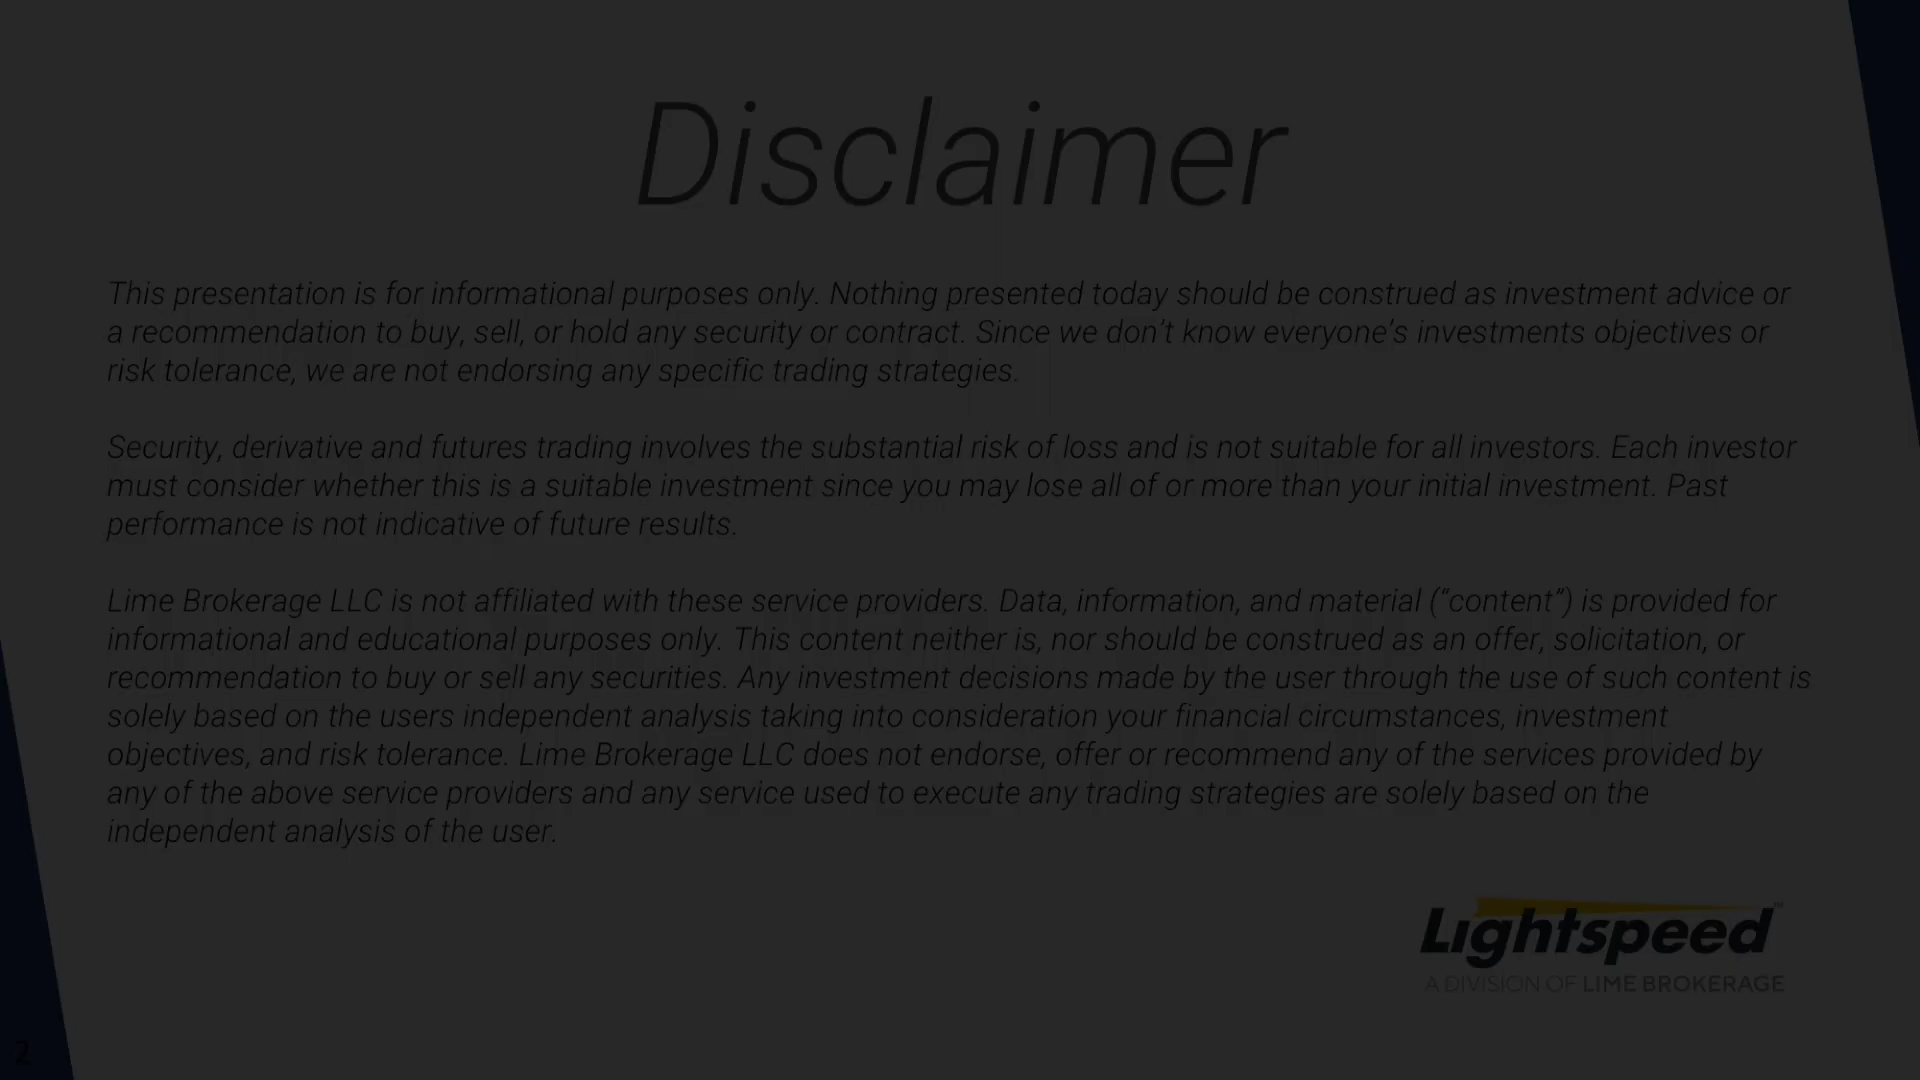 Disclaimer
This presentation is for informational purposes only. Nothing presented today should be construed as investment advice or
a recommendation to buy, sell, or hold any security or contract. Since we don’t know everyone’s investments objectives or
risk tolerance, we are not endorsing any specific trading strategies.
Security, derivative and futures trading involves the substantial risk of loss and is not suitable for all investors. Each investor
must consider whether this is a suitable investment since you may lose all of or more than your initial investment. Past
performance is not indicative of future results.
Lime Brokerage LLC is not affiliated with these service providers. Data, information, and material (“content”) is provided for
informational and educational purposes only. This content neither is, nor should be construed as an offer, solicitation, or
recommendation to buy or sell any securities. Any investment decisions made by the user through the use of such content is
solely based on the users independent analysis taking into consideration your financial circumstances, investment
objectives, and risk tolerance. Lime Brokerage LLC does not endorse, offer or recommend any of the services provided by
any of the above service providers and any service used to execute any trading strategies are solely based on the
independent analysis of the user.
Lightspeed™
A DIVISION OF LIME BROKERAGE
2